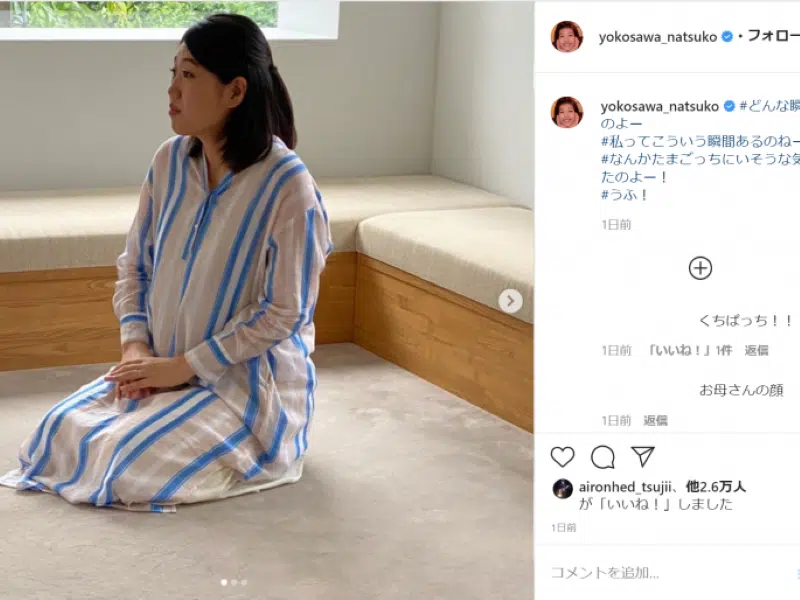 yokosawa_natsuko ・フォロー
yokosawa_natsuko #どんな瞬
のよー
#私ってこういう瞬間あるのねー
#なんかたまごっちにいそうな気
たのよー！
#うふ！
1日前
くちぱっち！！
1日前 「いいね！」1件 返信
お母さんの顔
1日前 返信
aironhed_tsujii、他2.6万人
が「いいね！」しました
1日前
コメントを追加...